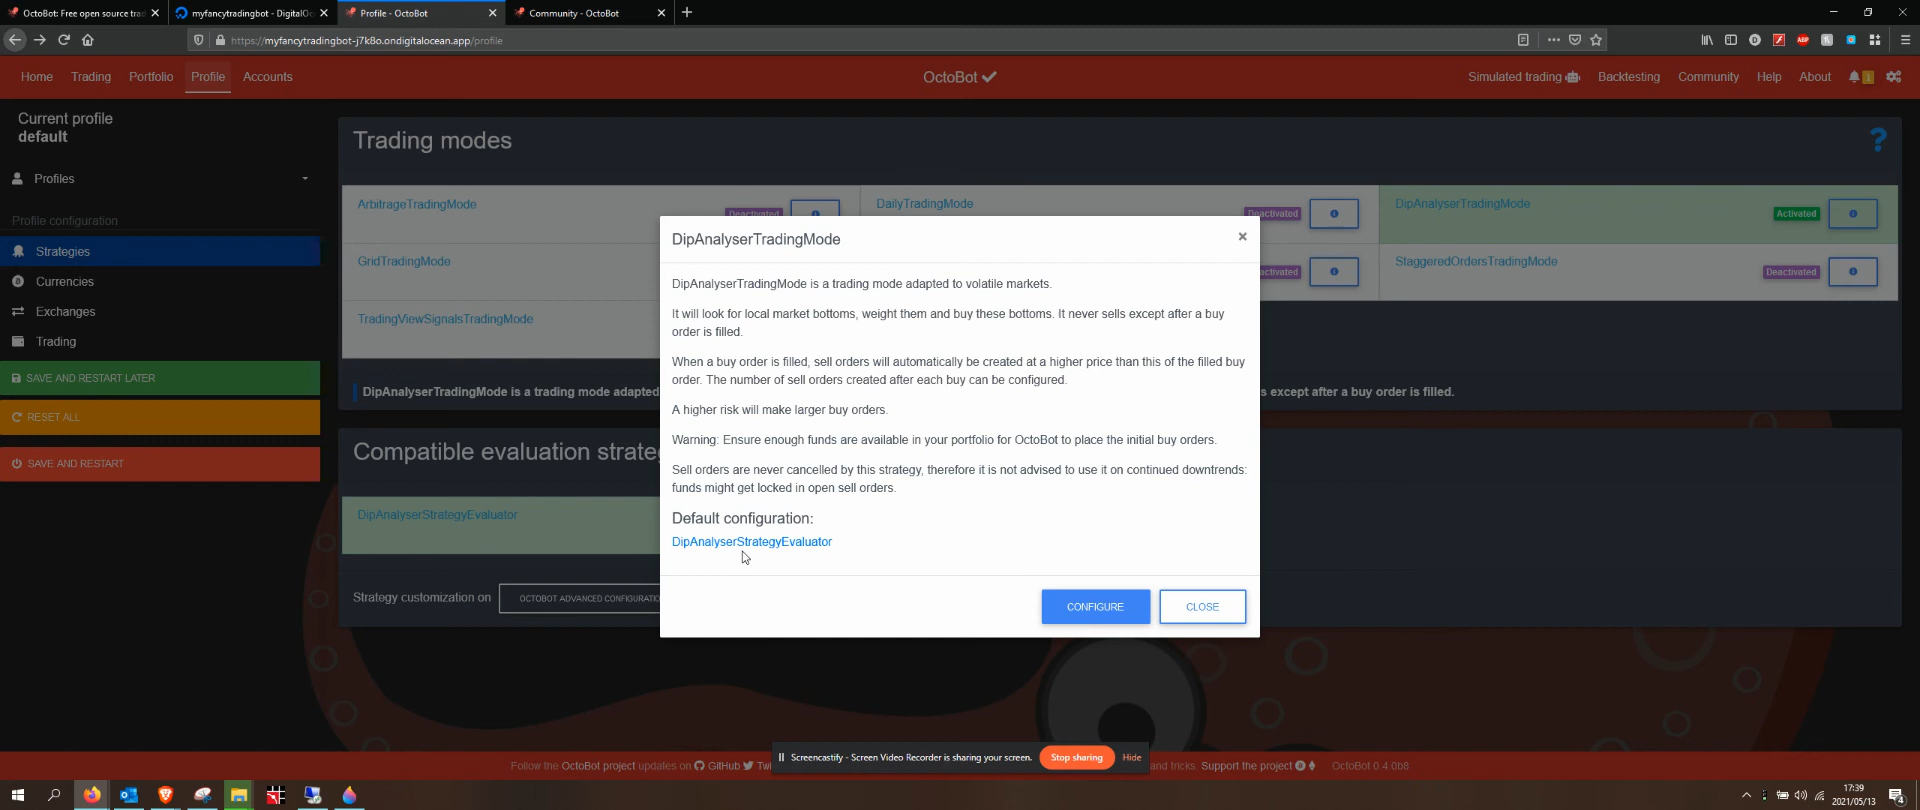 OctoBot: Free open source trad
myfancytradingbot - DigitalOc
Profile - OctoBot
Community - OctoBot
https://myfancytradingbot-j7k8o.ondigitalocean.app/profile
Home Trading Portfolio Profile Accounts
OctoBot
Simulated trading Backtesting Community Help About 1
Current profile
default
Profiles
Profile configuration
Strategies
Currencies
Exchanges
Trading
SAVE AND RESTART LATER
RESET ALL
SAVE AND RESTART
Trading modes
ArbitrageTradingMode
Deactivated
DailyTradingMode
Deactivated
DipAnalyserTradingMode
Activated
GridTradingMode
activated
StaggeredOrdersTradingMode
Deactivated
TradingViewSignalsTradingMode
DipAnalyserTradingMode is a trading mode adapted
s except after a buy order is filled.
Compatible evaluation strate
DipAnalyserStrategyEvaluator
Strategy customization on
OCTOBOT ADVANCED CONFIGURATIO
DipAnalyserTradingMode
×
DipAnalyserTradingMode is a trading mode adapted to volatile markets.
It will look for local market bottoms, weight them and buy these bottoms. It never sells except after a buy
order is filled.
When a buy order is filled, sell orders will automatically be created at a higher price than this of the filled buy
order. The number of sell orders created after each buy can be configured.
A higher risk will make larger buy orders.
Warning: Ensure enough funds are available in your portfolio for OctoBot to place the initial buy orders.
Sell orders are never cancelled by this strategy, therefore it is not advised to use it on continued downtrends:
funds might get locked in open sell orders.
Default configuration:
DipAnalyserStrategyEvaluator
CONFIGURE
CLOSE
Screencastify - Screen Video Recorder is sharing your screen.
Stop sharing
Hide
Follow the OctoBot project updates on GitHub Twi
and tricks. Support the project
OctoBot 0.4.0b8
17:39
2021/05/13
4